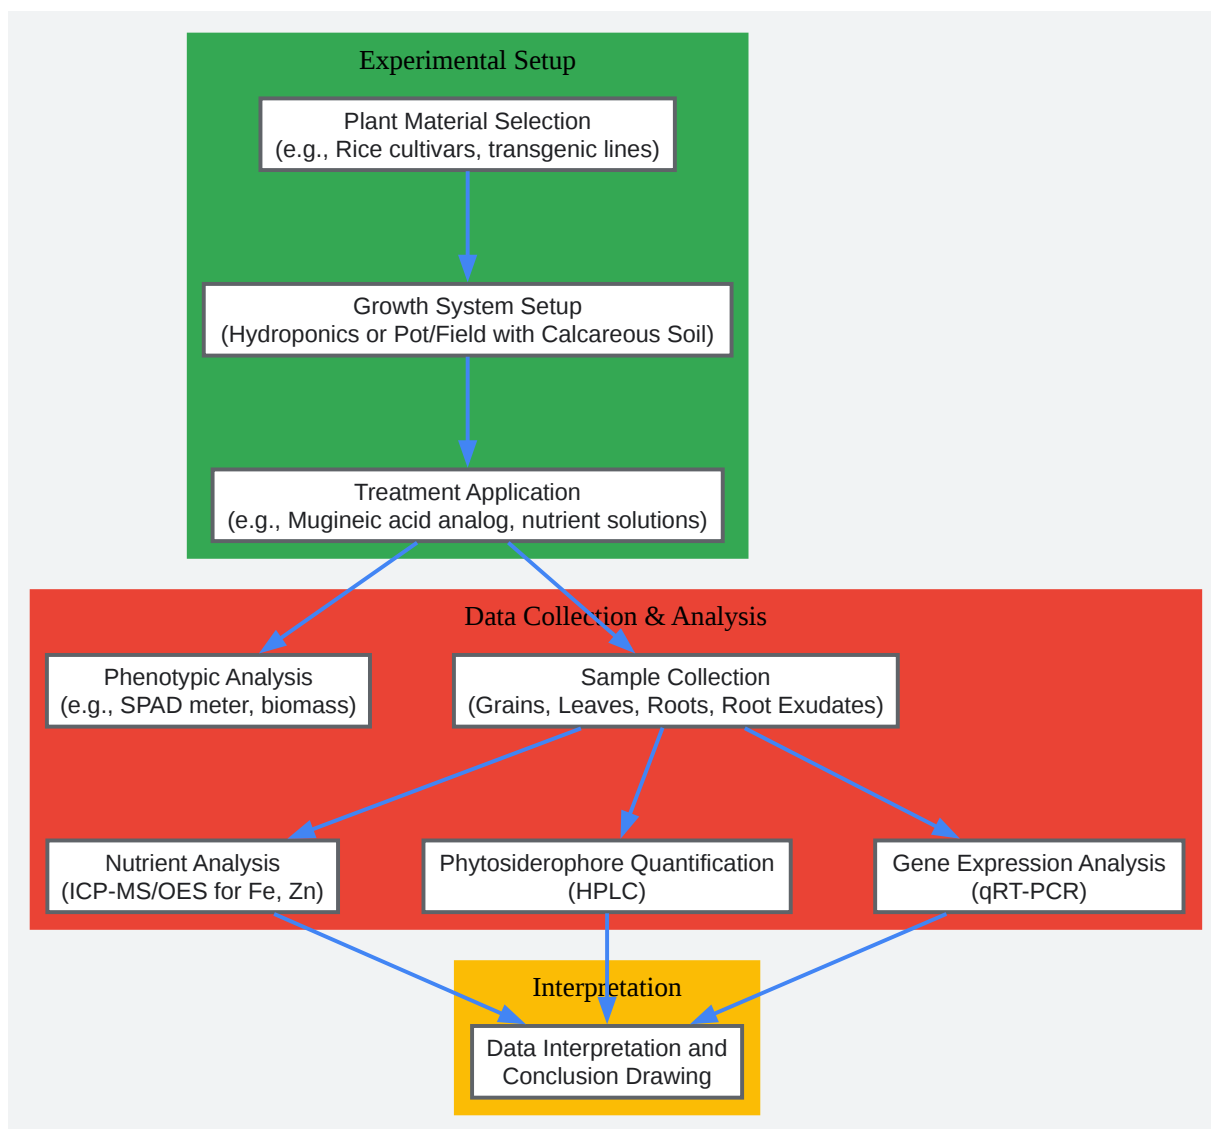 Experimental Setup
Plant Material Selection
(e.g., Rice cultivars, transgenic lines)
Growth System Setup
(Hydroponics or Pot/Field with Calcareous Soil)
Treatment Application
(e.g., Mugineic acid analog, nutrient solutions)
Data Collection & Analysis
Phenotypic Analysis
(e.g., SPAD meter, biomass)
Sample Collection
(Grains, Leaves, Roots, Root Exudates)
Nutrient Analysis
(ICP-MS/OES for Fe, Zn)
Phytosiderophore Quantification
(HPLC)
Gene Expression Analysis
(qRT-PCR)
Interpretation
Data Interpretation and
Conclusion Drawing